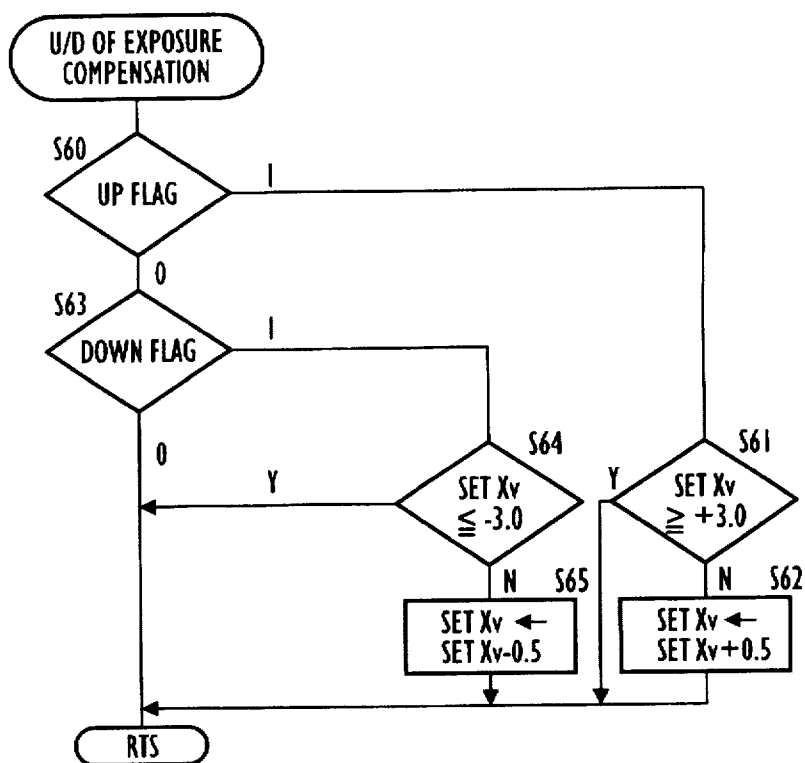 U/D OF EXPOSURE
COMPENSATION
S60
UP FLAG
1
0
S63
DOWN FLAG
1
0
S64
SET Xv
≦ -3.0
Y
N
S61
SET Xv
≧ +3.0
Y
N
S65
SET Xv ←
SET Xv-0.5
S62
SET Xv ←
SET Xv+0.5
RTS